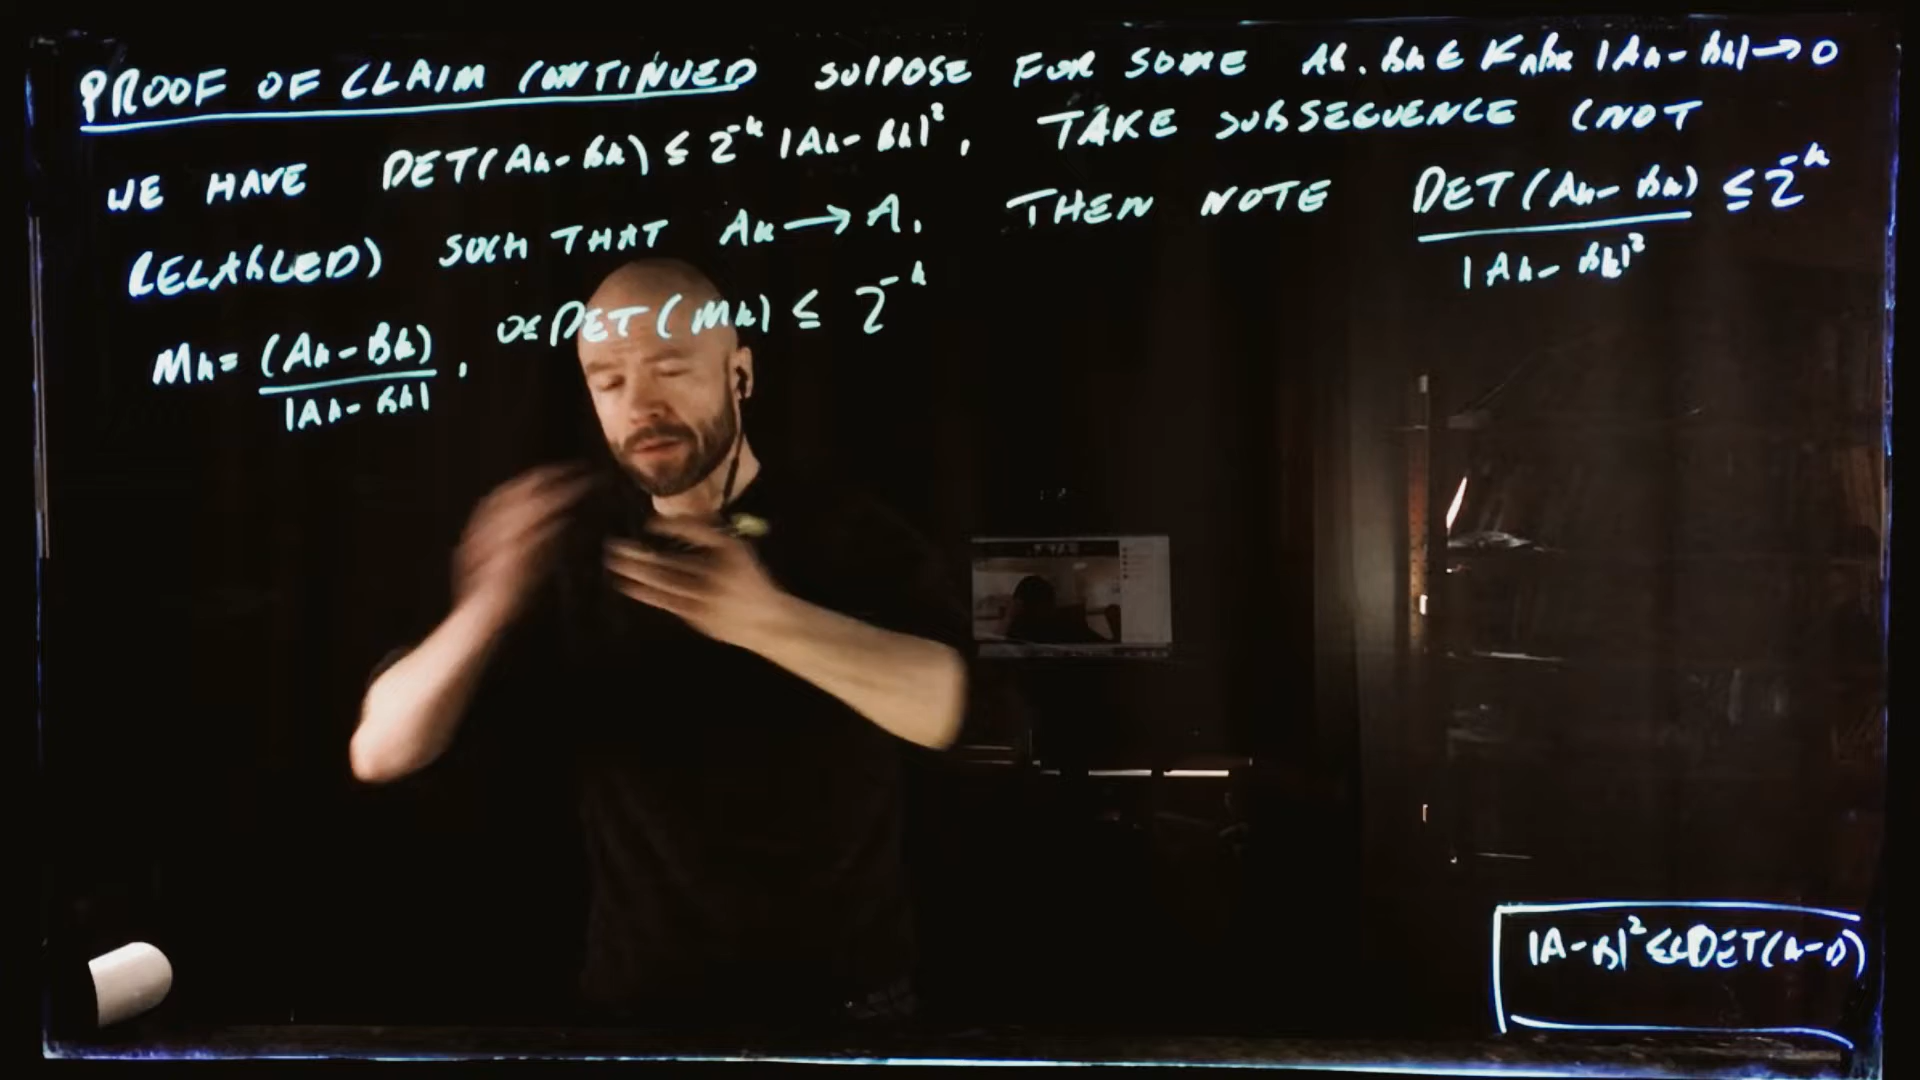 PROOF OF CLAIM CONTINUED SUPPOSE FOR SOME Ak, Bk ∈ K∩BR |Ak-Bk|→0
WE HAVE DET(Ak-Bk) ≤ 2^-k |Ak-Bk|^2, TAKE SUBSEQUENCE (NOT
RELABLED) SUCH THAT Ak → A. THEN NOTE DET(Ak-Bk)/|Ak-Bk|^2 ≤ 2^-k
Mk = (Ak-Bk)/|Ak-Bk|, 0≤DET(Mk) ≤ 2^-k
|A-B|^2 ≤ c DET(A-B)